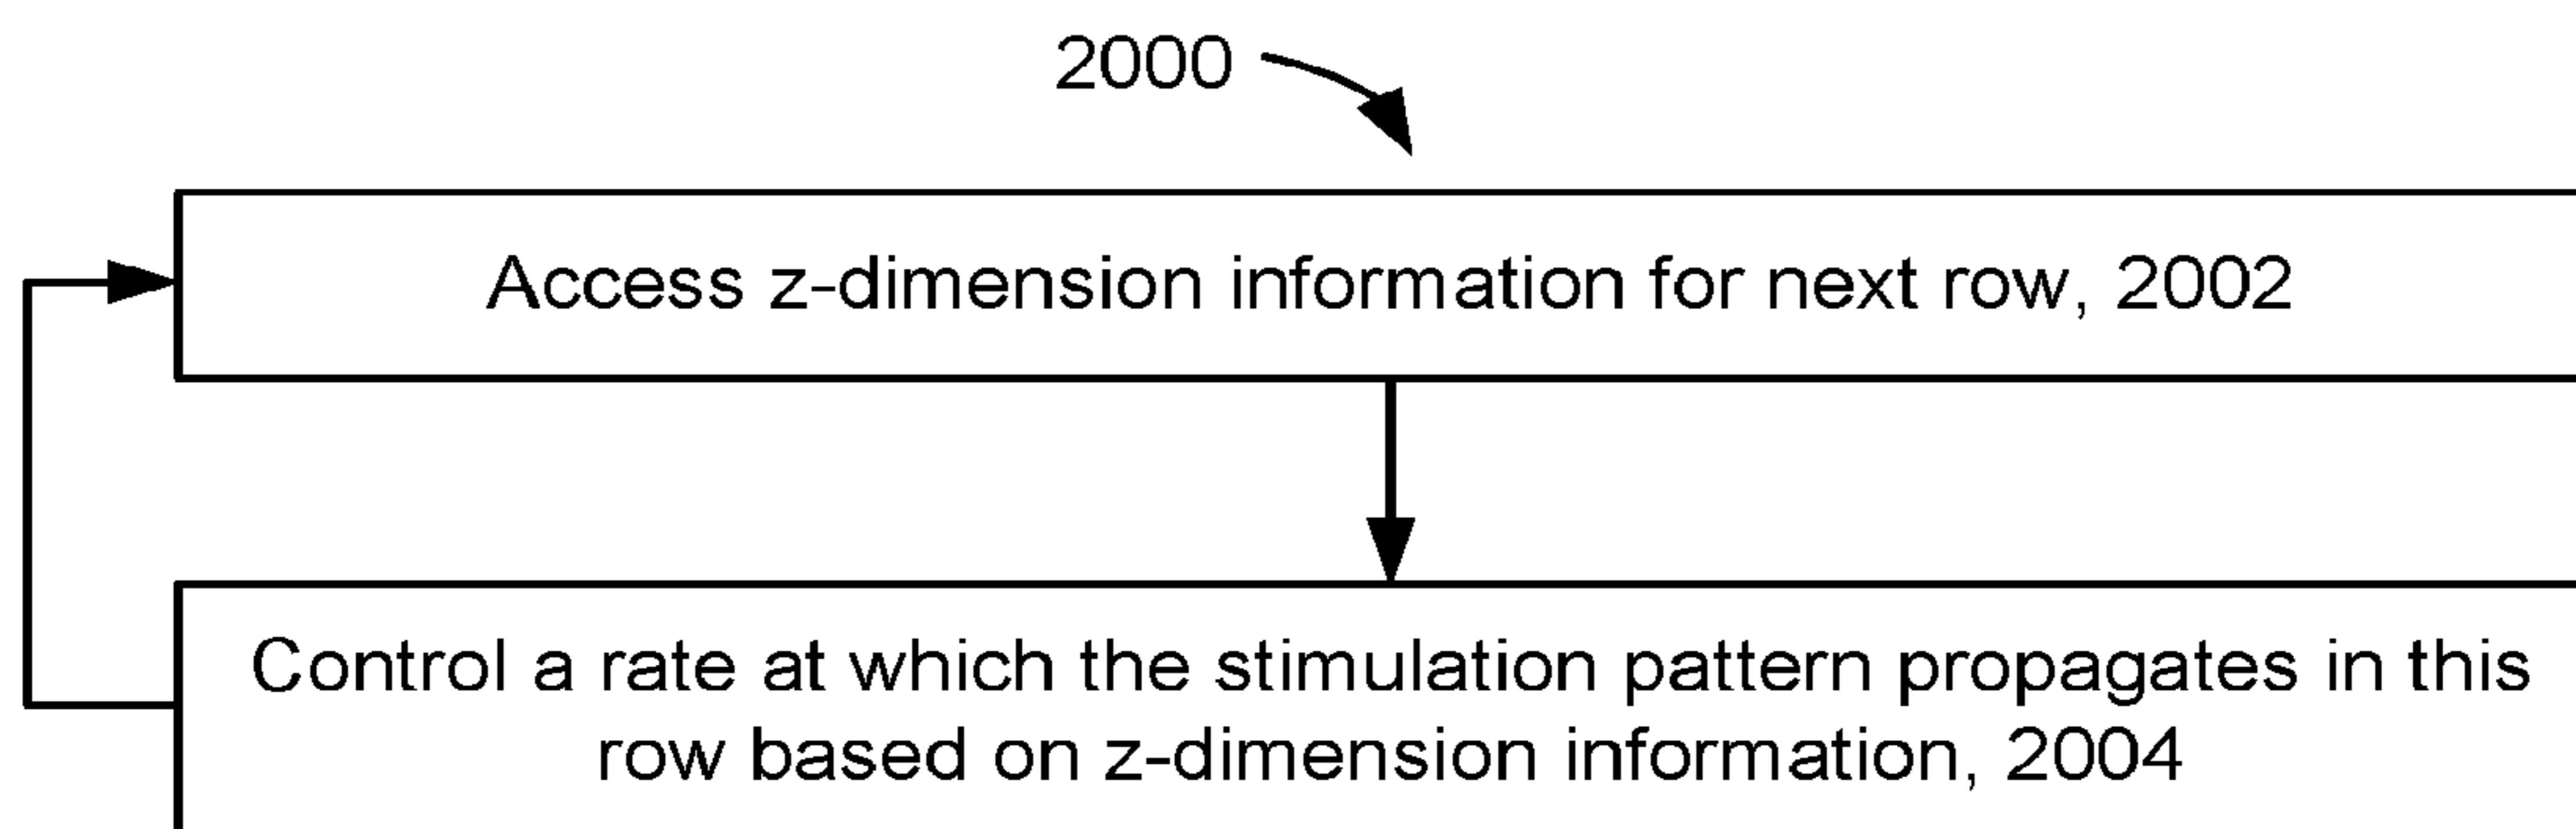 2000
Access z-dimension information for next row, 2002
Control a rate at which the stimulation pattern propagates in this
row based on z-dimension information, 2004